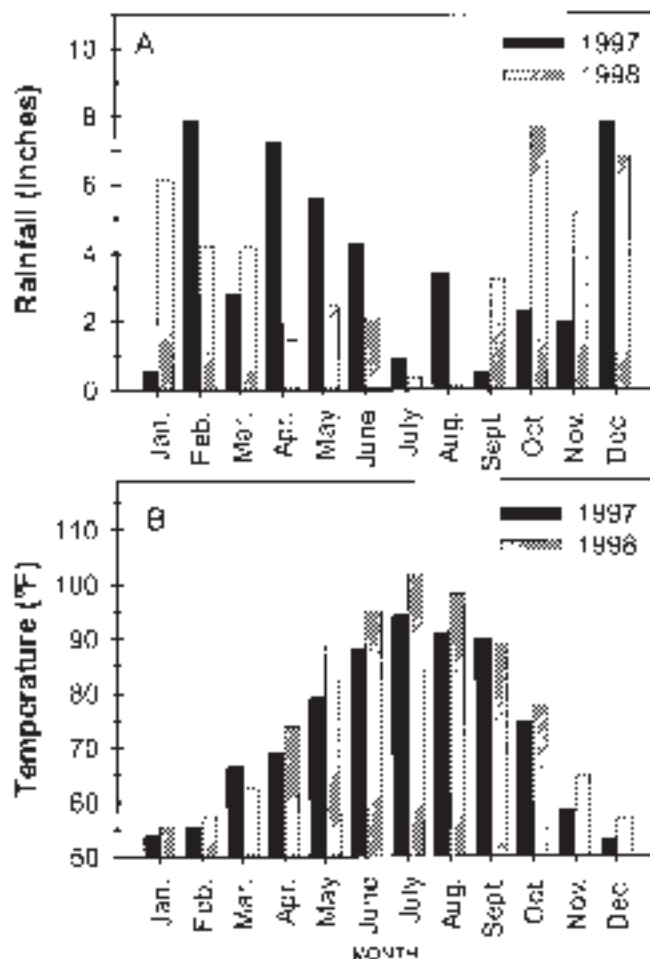 A
1997
1998
Rainfall (Inches)
10
8
6
4
2
0
Jan.
Feb.
Mar.
Apr.
May
June
July
Aug.
Sept.
Oct
Nov.
Dec
B
1997
1998
Temperature (°F)
110
100
90
80
70
60
50
Jan.
Feb.
Mar.
Apr.
May
June
July
Aug.
Sept.
Oct.
Nov.
Dec.
MONTH